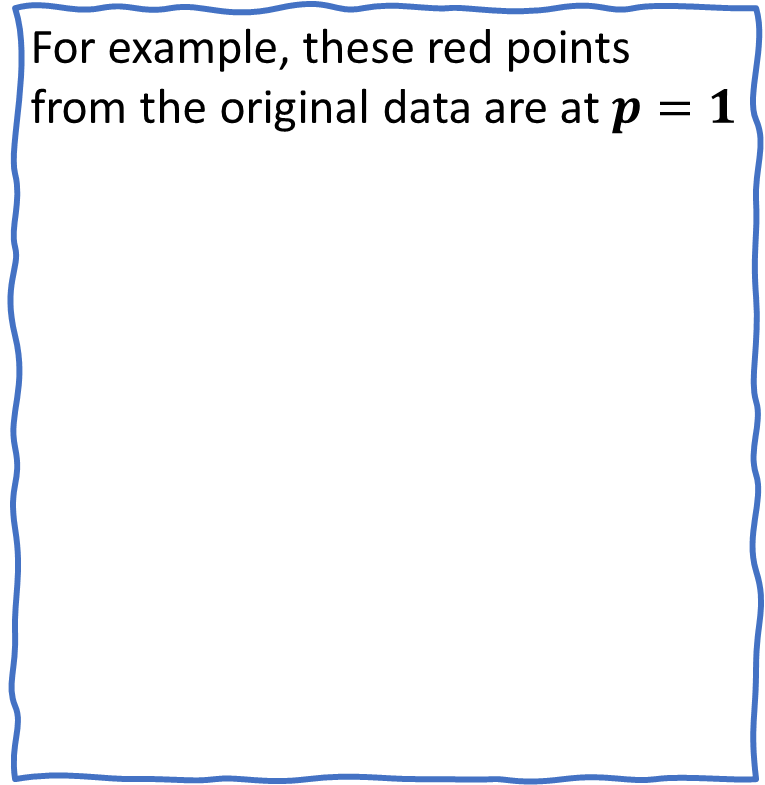 For example, these red points
from the original data are at 𝒑 = 𝟏